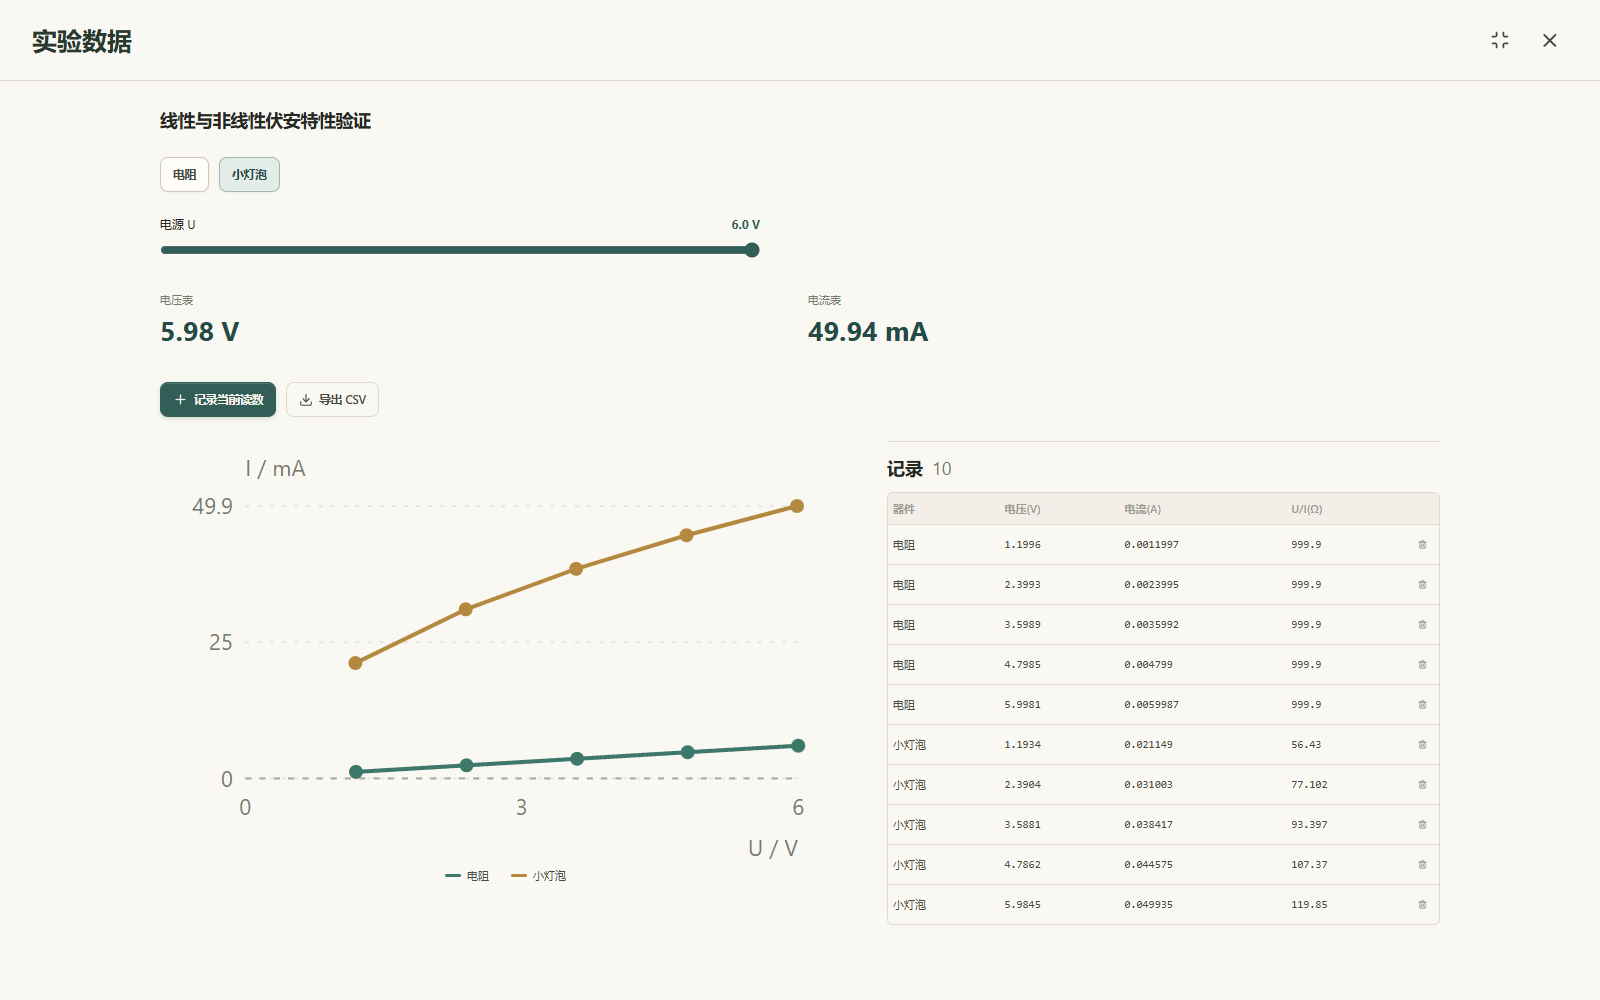 实验数据
线性与非线性伏安特性验证
电阻 小灯泡
电源 U 6.0 V
电压表 电流表
5.98 V 49.94 mA
记录当前读数 导出 CSV
I / mA
49.9
25
0
0 3 6
U / V
电阻 小灯泡
记录 10
器件 电压(V) 电流(A) U/I(Ω)
电阻 1.1996 0.0011997 999.9
电阻 2.3993 0.0023995 999.9
电阻 3.5989 0.0035992 999.9
电阻 4.7985 0.004799 999.9
电阻 5.9981 0.0059987 999.9
小灯泡 1.1934 0.021149 56.43
小灯泡 2.3904 0.031003 77.102
小灯泡 3.5881 0.038417 93.397
小灯泡 4.7862 0.044575 107.37
小灯泡 5.9845 0.049935 119.85